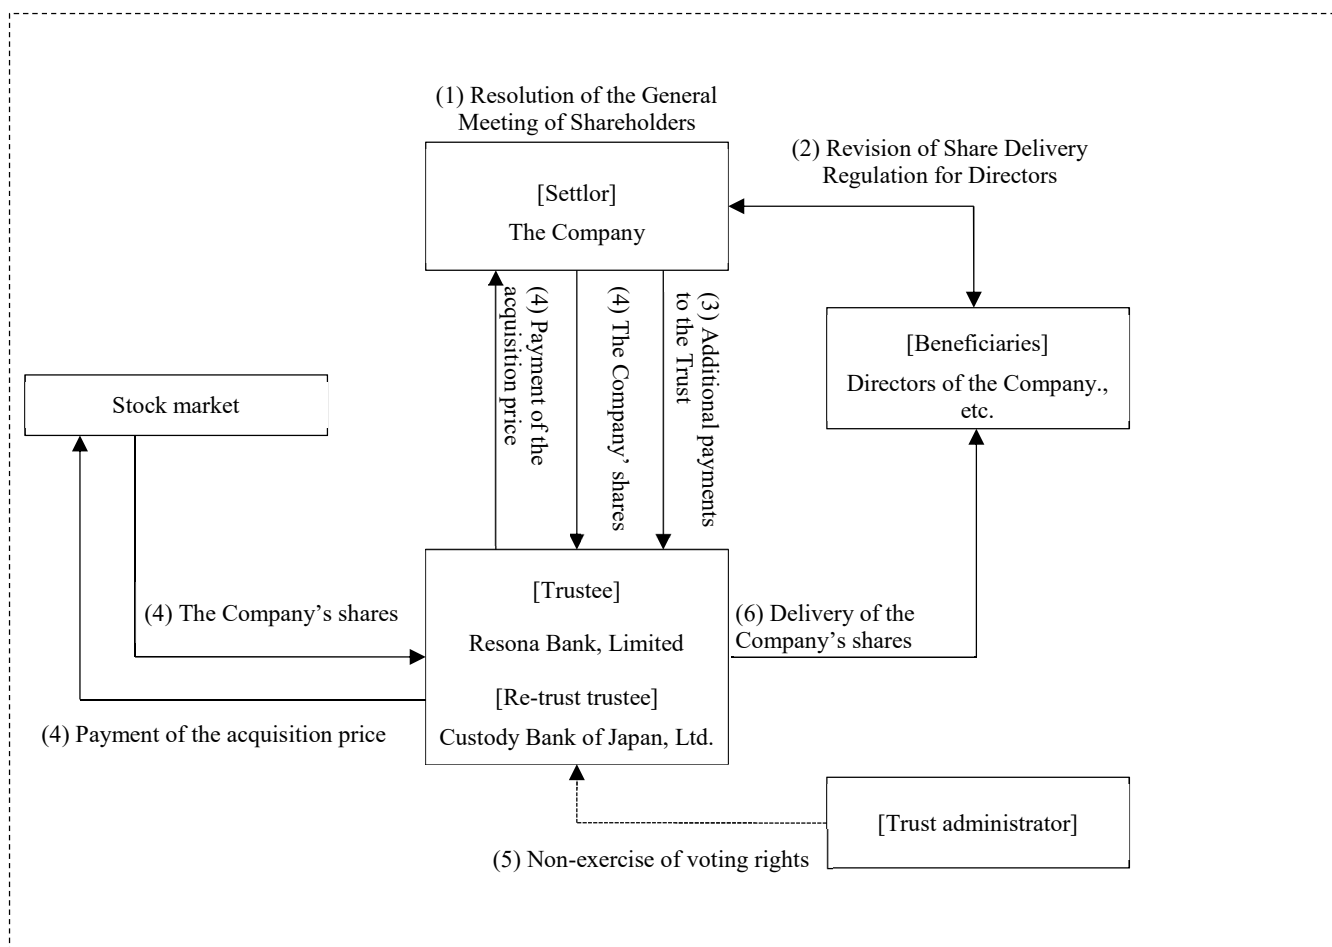 (1) Resolution of the General
Meeting of Shareholders
(2) Revision of Share Delivery
Regulation for Directors
[Settlor]
The Company
(4) Payment of the
acquisition price
(4) The Company’ shares
(3) Additional payments
to the Trust
[Beneficiaries]
Directors of the Company.,
etc.
Stock market
(4) The Company’s shares
(4) Payment of the acquisition price
[Trustee]
Resona Bank, Limited
[Re-trust trustee]
Custody Bank of Japan, Ltd.
(6) Delivery of the
Company’s shares
[Trust administrator]
(5) Non-exercise of voting rights